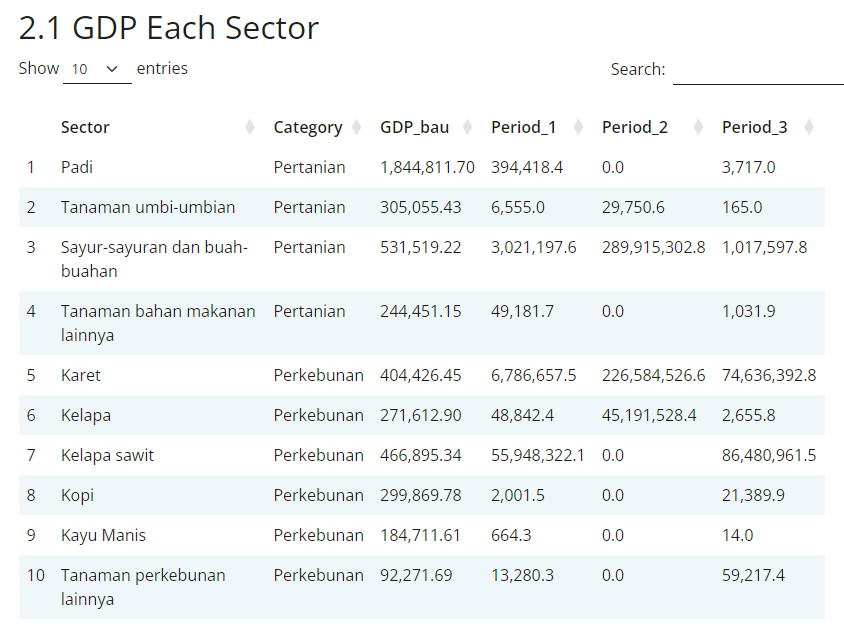 2.1 GDP Each Sector
Show 10 entries
Search:
Sector Category GDP_bau Period_1 Period_2 Period_3
1 Padi Pertanian 1,844,811.70 394,418.4 0.0 3,717.0
2 Tanaman umbi-umbian Pertanian 305,055.43 6,555.0 29,750.6 165.0
3 Sayur-sayuran dan buah- Pertanian 531,519.22 3,021,197.6 289,915,302.8 1,017,597.8
buahan
4 Tanaman bahan makanan Pertanian 244,451.15 49,181.7 0.0 1,031.9
lainnya
5 Karet Perkebunan 404,426.45 6,786,657.5 226,584,526.6 74,636,392.8
6 Kelapa Perkebunan 271,612.90 48,842.4 45,191,528.4 2,655.8
7 Kelapa sawit Perkebunan 466,895.34 55,948,322.1 0.0 86,480,961.5
8 Kopi Perkebunan 299,869.78 2,001.5 0.0 21,389.9
9 Kayu Manis Perkebunan 184,711.61 664.3 0.0 14.0
10 Tanaman perkebunan Perkebunan 92,271.69 13,280.3 0.0 59,217.4
lainnya